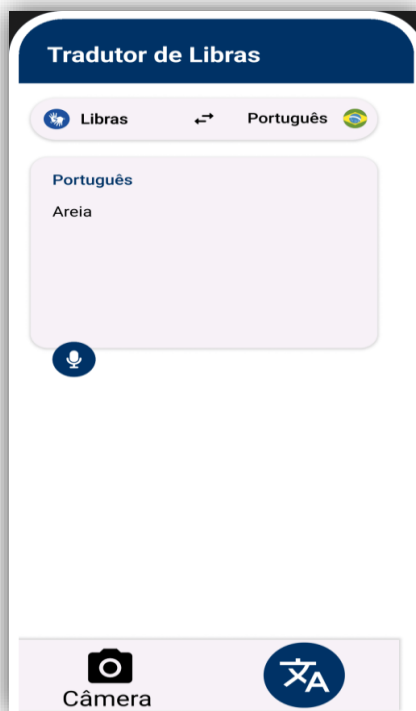 Tradutor de Libras
Libras Português
Português
Areia
Câmera